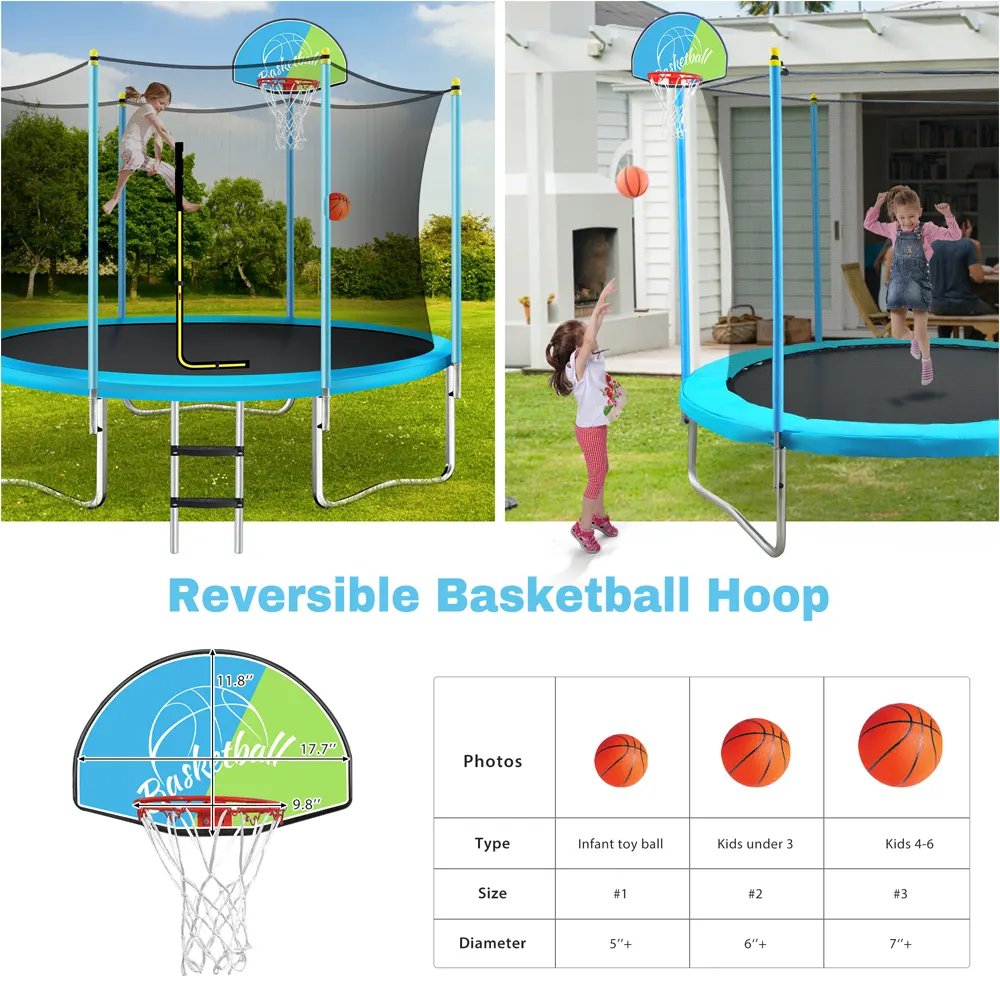 Basketball
asketball
Reversible Basketball Hoop
11.8’’
17.7’’
Basketball
9.8’’
Photos
Type Infant toy ball Kids under 3 Kids 4-6
Size #1 #2 #3
Diameter 5’’+ 6’’+ 7’’+